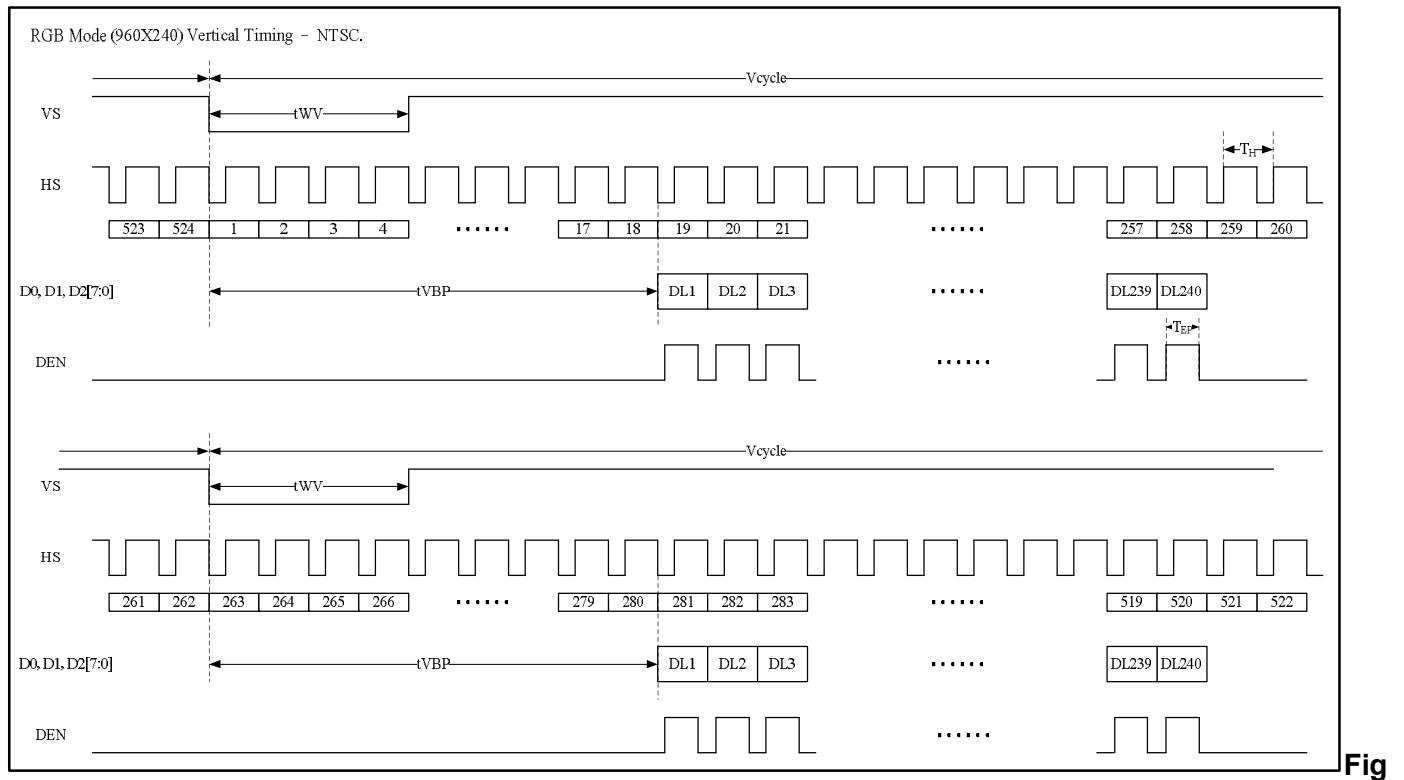 RGB Mode (960X240) Vertical Timing - NTSC.
Vcycle
VS
tWV
TH
HS
523 524 1 2 3 4 ...... 17 18 19 20 21 ...... 257 258 259 260
D0, D1, D2[7:0]
tVBP
DL1 DL2 DL3 ...... DL239 DL240
TEP
DEN ......
Vcycle
VS
tWV
HS
261 262 263 264 265 266 ...... 279 280 281 282 283 ...... 519 520 521 522
D0, D1, D2[7:0]
tVBP
DL1 DL2 DL3 ...... DL239 DL240
DEN ......
Fig